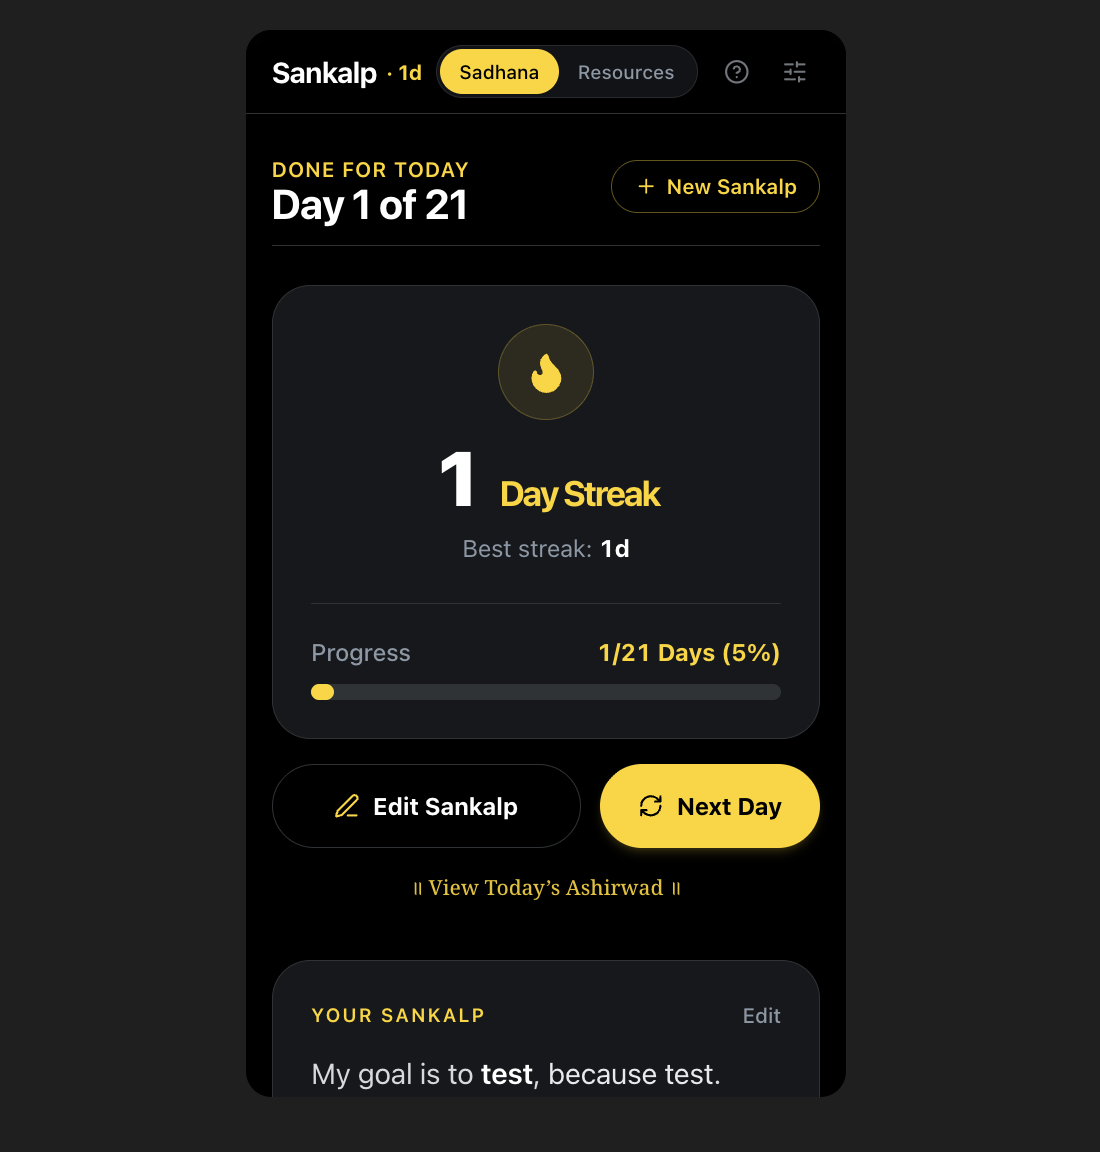 Sankalp · 1d Sadhana Resources
DONE FOR TODAY
Day 1 of 21
+ New Sankalp
1 Day Streak
Best streak: 1d
Progress 1/21 Days (5%)
Edit Sankalp Next Day
॥ View Today’s Ashirwad ॥
YOUR SANKALP Edit
My goal is to test, because test.